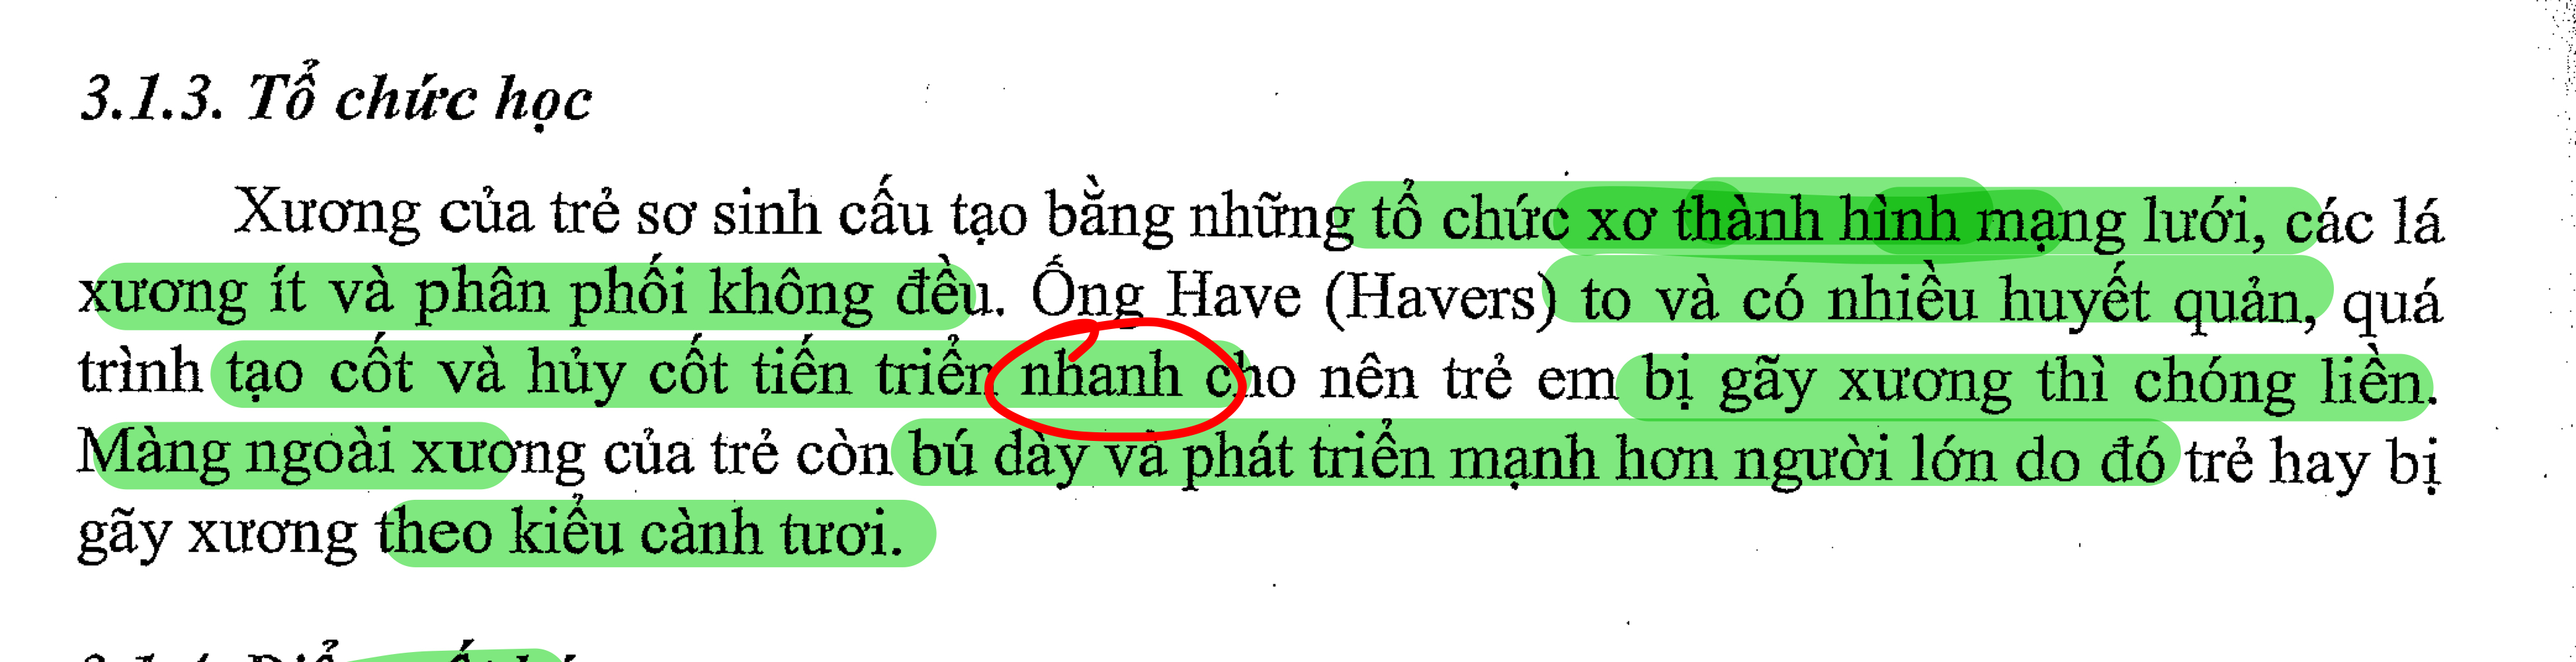 3.1.3. Tổ chức học
Xương của trẻ sơ sinh cấu tạo bằng những tổ chức xơ thành hình mạng lưới, các lá
xương ít và phân phối không đều. Ống Have (Havers) to và có nhiều huyết quản, quá
trình tạo cốt và hủy cốt tiến triển nhanh cho nên trẻ em bị gãy xương thì chóng liền.
Màng ngoài xương của trẻ còn bú dày và phát triển mạnh hơn người lớn do đó trẻ hay bị
gãy xương theo kiểu cành tươi.